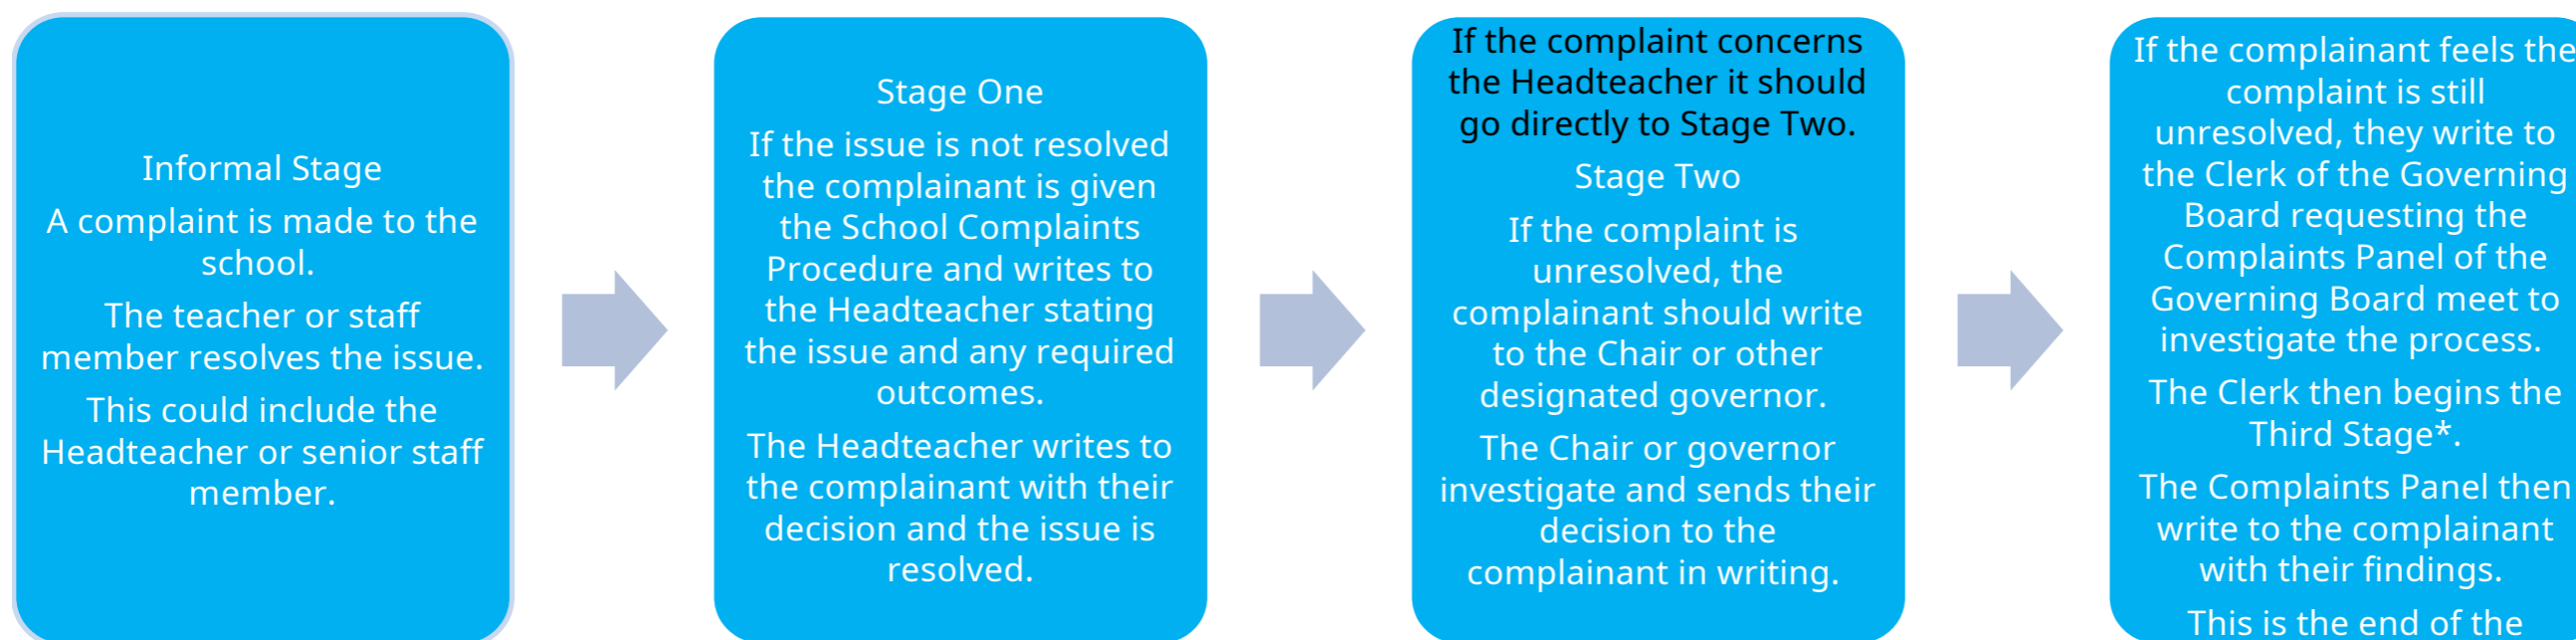 Informal Stage
A complaint is made to the
school.
The teacher or staff
member resolves the issue.
This could include the
Headteacher or senior staff
member.
Stage One
If the issue is not resolved
the complainant is given
the School Complaints
Procedure and writes to
the Headteacher stating
the issue and any required
outcomes.
The Headteacher writes to
the complainant with their
decision and the issue is
resolved.
If the complaint concerns
the Headteacher it should
go directly to Stage Two.
Stage Two
If the complaint is
unresolved, the
complainant should write
to the Chair or other
designated governor.
The Chair or governor
investigate and sends their
decision to the
complainant in writing.
If the complainant feels the
complaint is still
unresolved, they write to
the Clerk of the Governing
Board requesting the
Complaints Panel of the
Governing Board meet to
investigate the process.
The Clerk then begins the
Third Stage*.
The Complaints Panel then
write to the complainant
with their findings.
This is the end of the